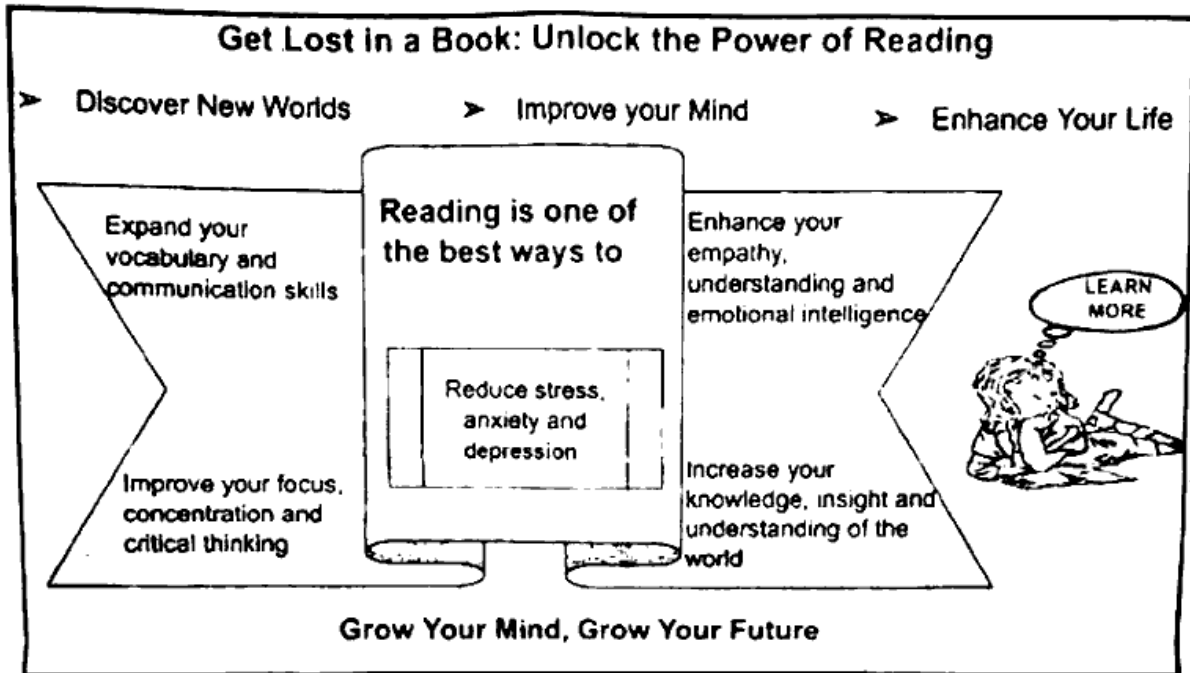 Get Lost in a Book: Unlock the Power of Reading
➤ Discover New Worlds ➤ Improve your Mind ➤ Enhance Your Life
Expand your
vocabulary and
communication skills
Reading is one of
the best ways to
Enhance your
empathy,
understanding and
emotional intelligence
LEARN
MORE
Reduce stress,
anxiety and
depression
Improve your focus,
concentration and
critical thinking
Increase your
knowledge, insight and
understanding of the
world
Grow Your Mind, Grow Your Future